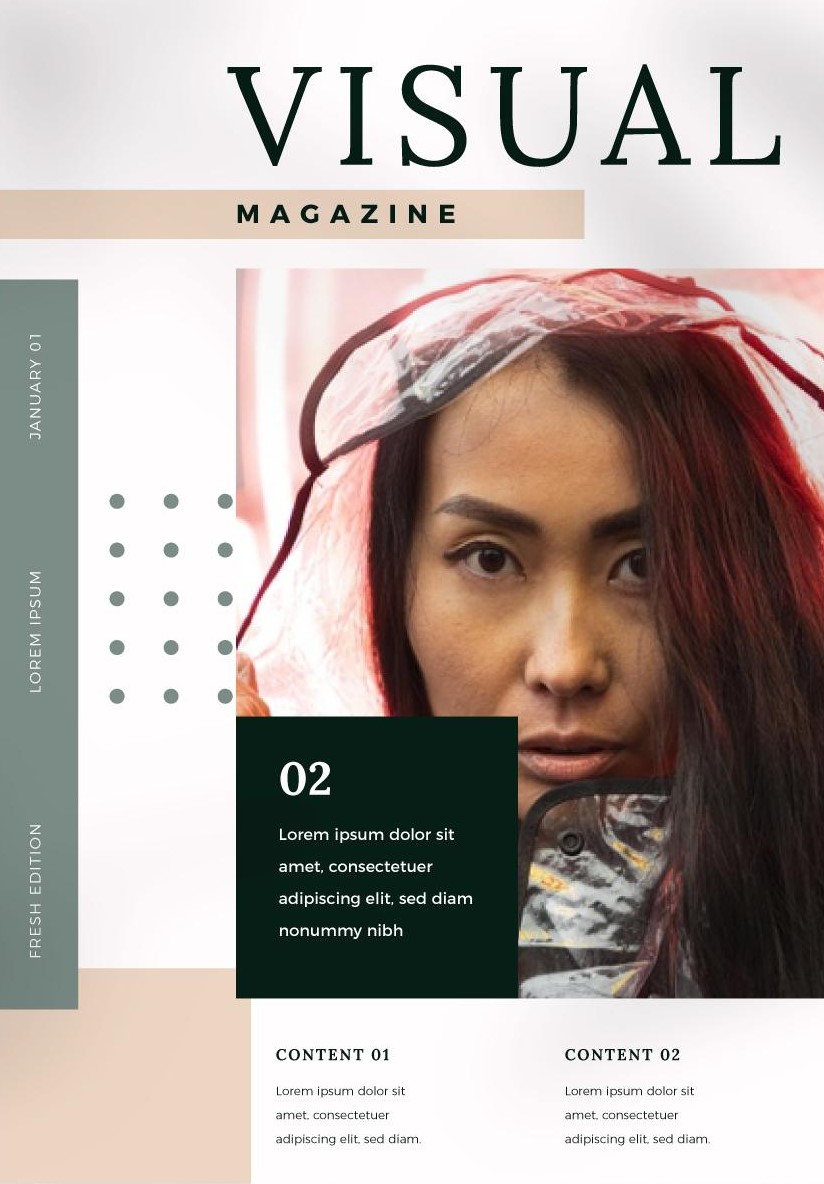 VISUAL
MAGAZINE
JANUARY 01
LOREM IPSUM
FRESH EDITION
02
Lorem ipsum dolor sit
amet, consectetuer
adipiscing elit, sed diam
nonummy nibh
CONTENT 01
Lorem ipsum dolor sit
amet, consectetuer
adipiscing elit, sed diam.
CONTENT 02
Lorem ipsum dolor sit
amet, consectetuer
adipiscing elit, sed diam.